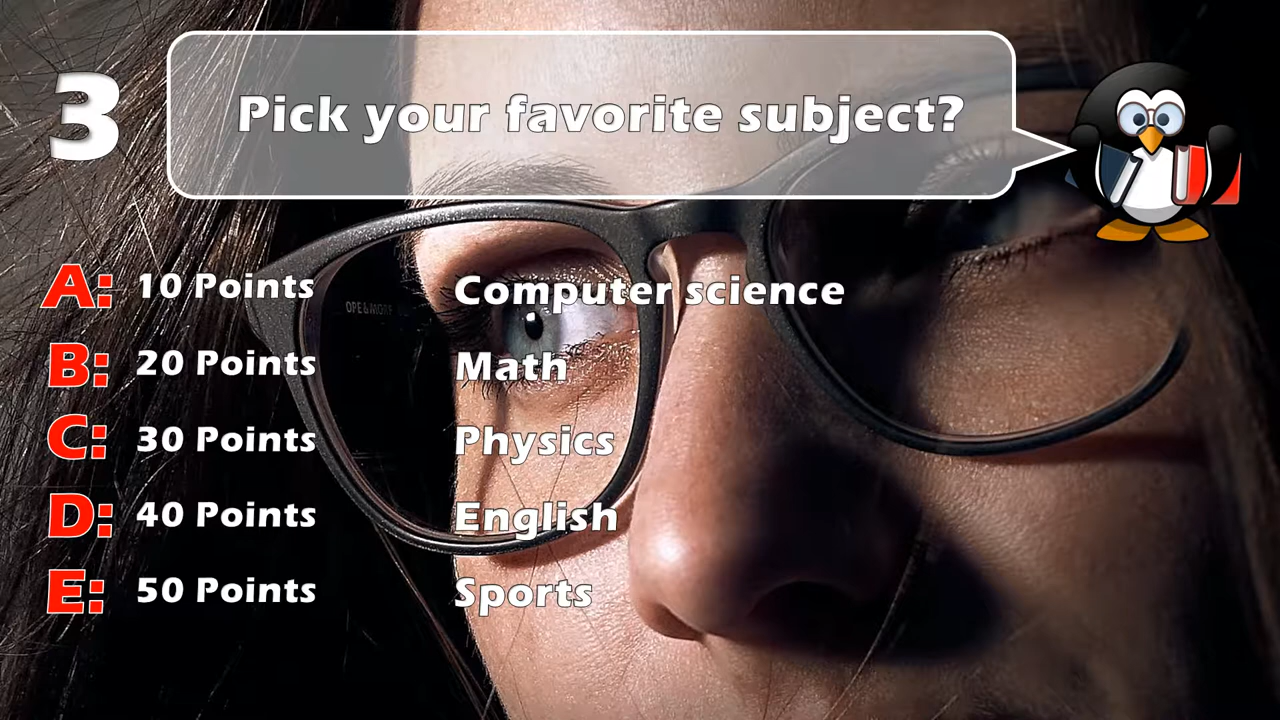 3
Pick your favorite subject?
A: 10 Points Computer science
B: 20 Points Math
C: 30 Points Physics
D: 40 Points English
E: 50 Points Sports